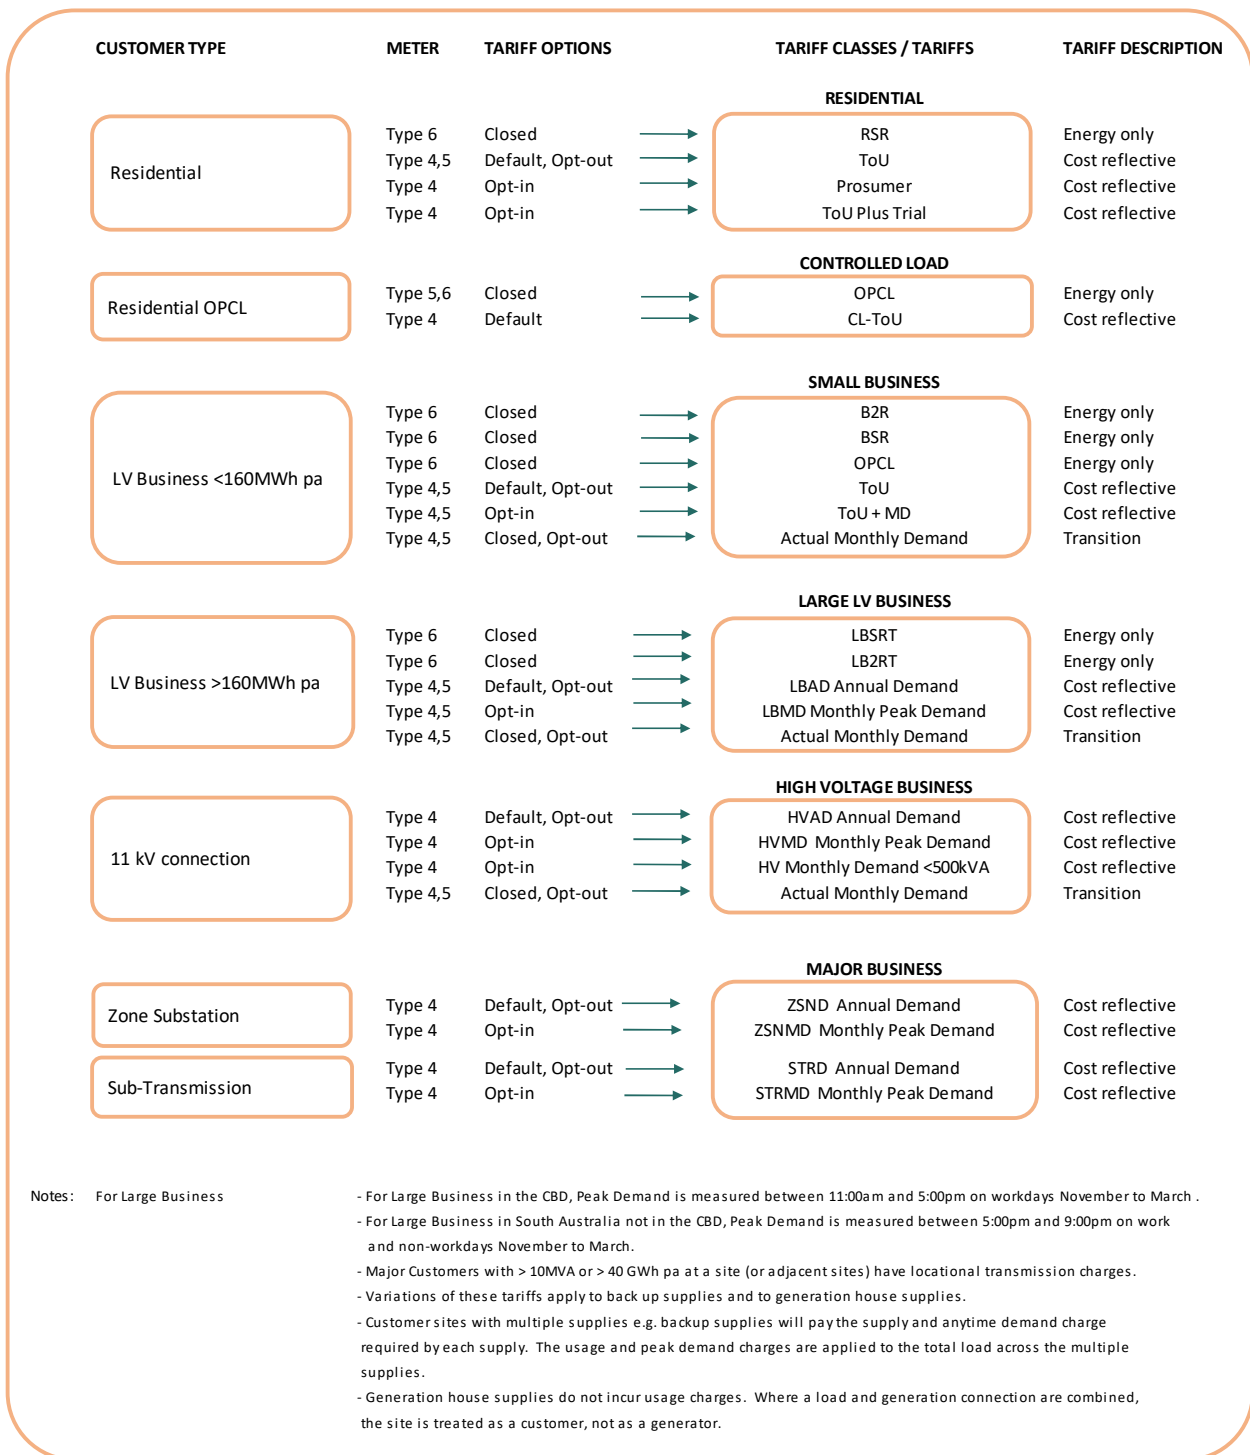 CUSTOMER TYPE METER TARIFF OPTIONS TARIFF CLASSES / TARIFFS TARIFF DESCRIPTION
RESIDENTIAL
Type 6 Closed RSR Energy only
Residential Type 4,5 Default, Opt-out ToU Cost reflective
Type 4 Opt-in Prosumer Cost reflective
Type 4 Opt-in ToU Plus Trial Cost reflective
CONTROLLED LOAD
Residential OPCL Type 5,6 Closed OPCL Energy only
Type 4 Default CL-ToU Cost reflective
SMALL BUSINESS
Type 6 Closed B2R Energy only
Type 6 Closed BSR Energy only
Type 6 Closed OPCL Energy only
LV Business <160MWh pa Type 4,5 Default, Opt-out ToU Cost reflective
Type 4,5 Opt-in ToU + MD Cost reflective
Type 4,5 Closed, Opt-out Actual Monthly Demand Transition
LARGE LV BUSINESS
Type 6 Closed LBSRT Energy only
Type 6 Closed LB2RT Energy only
LV Business >160MWh pa Type 4,5 Default, Opt-out LBAD Annual Demand Cost reflective
Type 4,5 Opt-in LBMD Monthly Peak Demand Cost reflective
Type 4,5 Closed, Opt-out Actual Monthly Demand Transition
HIGH VOLTAGE BUSINESS
Type 4 Default, Opt-out HVAD Annual Demand Cost reflective
Type 4 Opt-in HVMD Monthly Peak Demand Cost reflective
11 kV connection Type 4 Opt-in HV Monthly Demand <500kVA Cost reflective
Type 4,5 Closed, Opt-out Actual Monthly Demand Transition
MAJOR BUSINESS
Zone Substation Type 4 Default, Opt-out ZSND Annual Demand Cost reflective
Type 4 Opt-in ZSNMD Monthly Peak Demand Cost reflective
Type 4 Default, Opt-out STRD Annual Demand Cost reflective
Sub-Transmission Type 4 Opt-in STRMD Monthly Peak Demand Cost reflective
Notes: For Large Business - For Large Business in the CBD, Peak Demand is measured between 11:00am and 5:00pm on workdays November to March .
- For Large Business in South Australia not in the CBD, Peak Demand is measured between 5:00pm and 9:00pm on work
and non-workdays November to March.
- Major Customers with > 10MVA or > 40 GWh pa at a site (or adjacent sites) have locational transmission charges.
- Variations of these tariffs apply to back up supplies and to generation house supplies.
- Customer sites with multiple supplies e.g. backup supplies will pay the supply and anytime demand charge
required by each supply. The usage and peak demand charges are applied to the total load across the multiple
supplies.
- Generation house supplies do not incur usage charges. Where a load and generation connection are combined,
the site is treated as a customer, not as a generator.